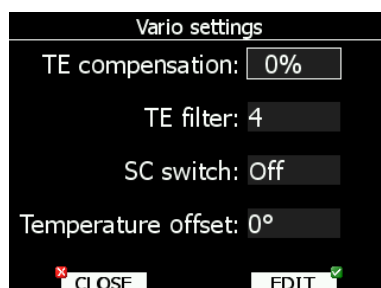 Vario settings
TE compensation: 0%
TE filter: 4
SC switch: Off
Temperature offset: 0°
CLOSE EDIT